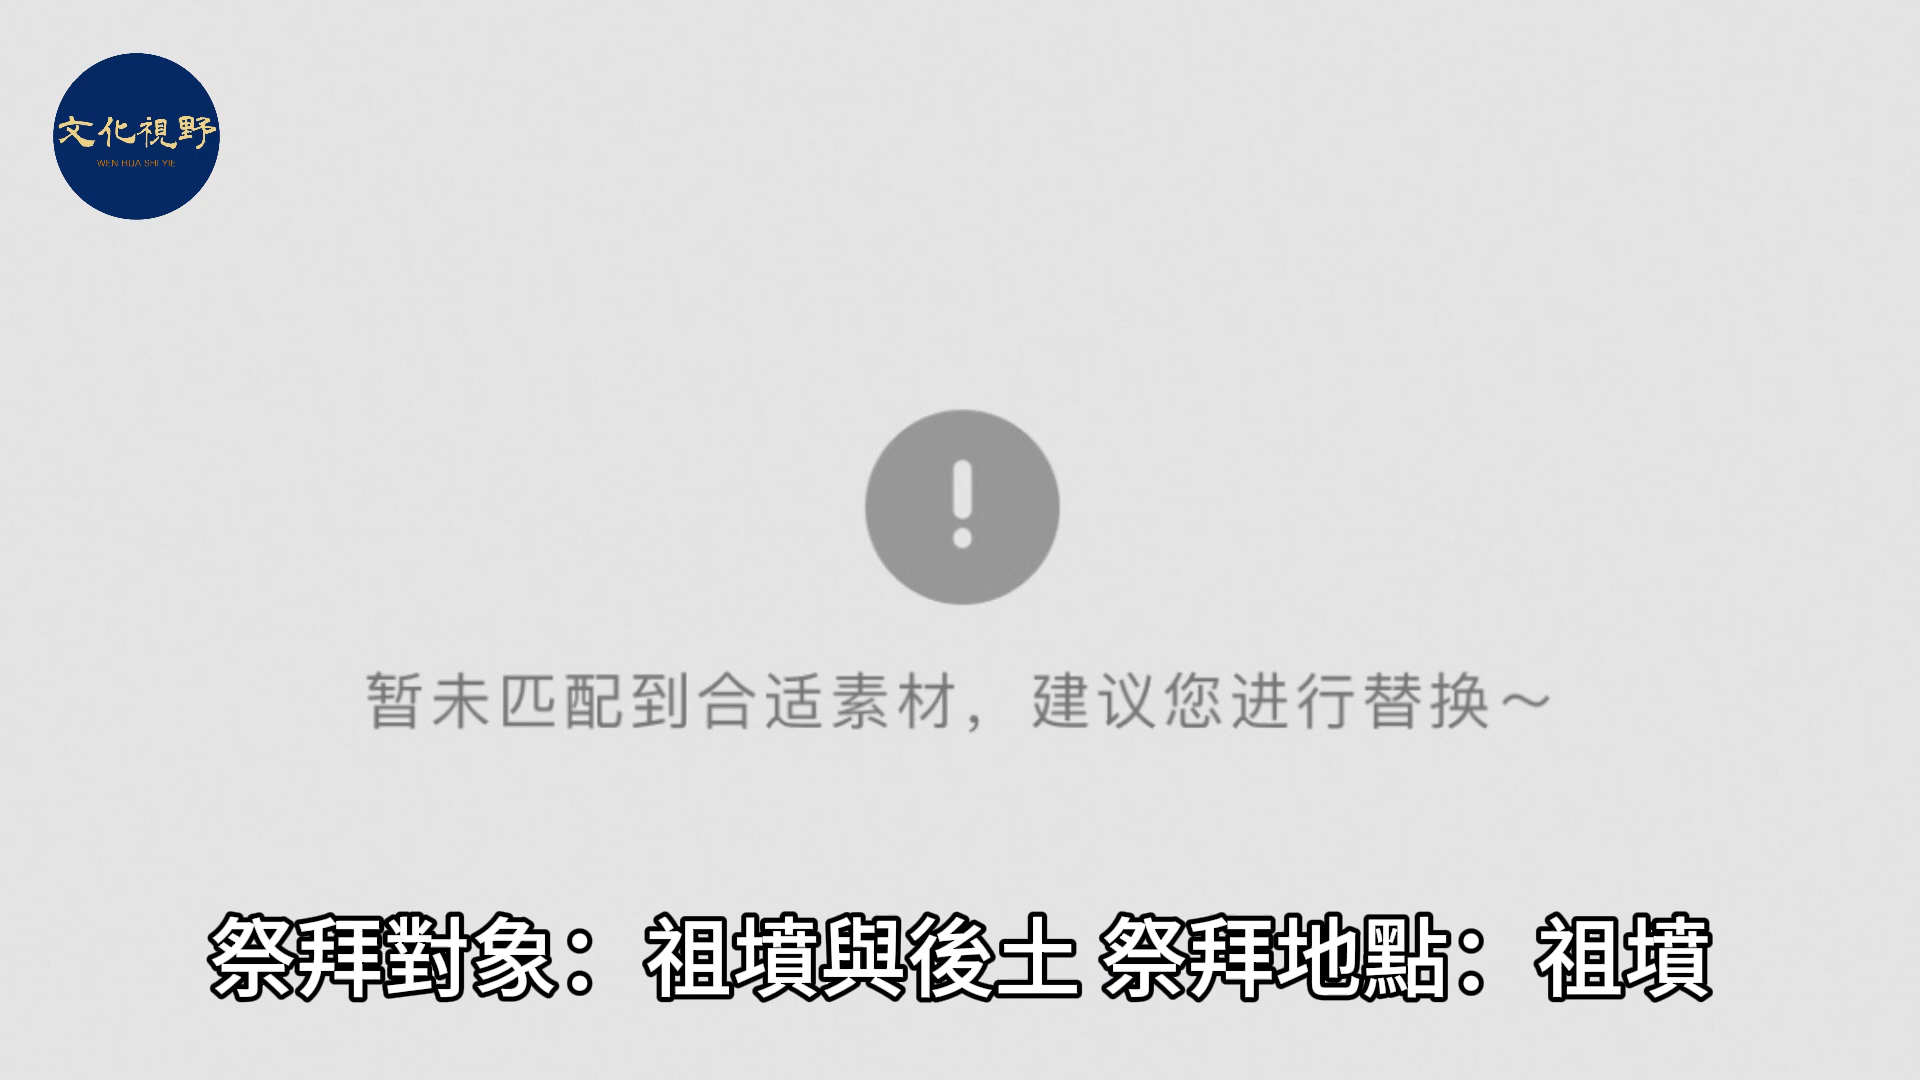 文化視野
WEN HUA SHI YIE
暂未匹配到合适素材，建议您进行替换～
祭拜對象：祖墳與後土 祭拜地點：祖墳